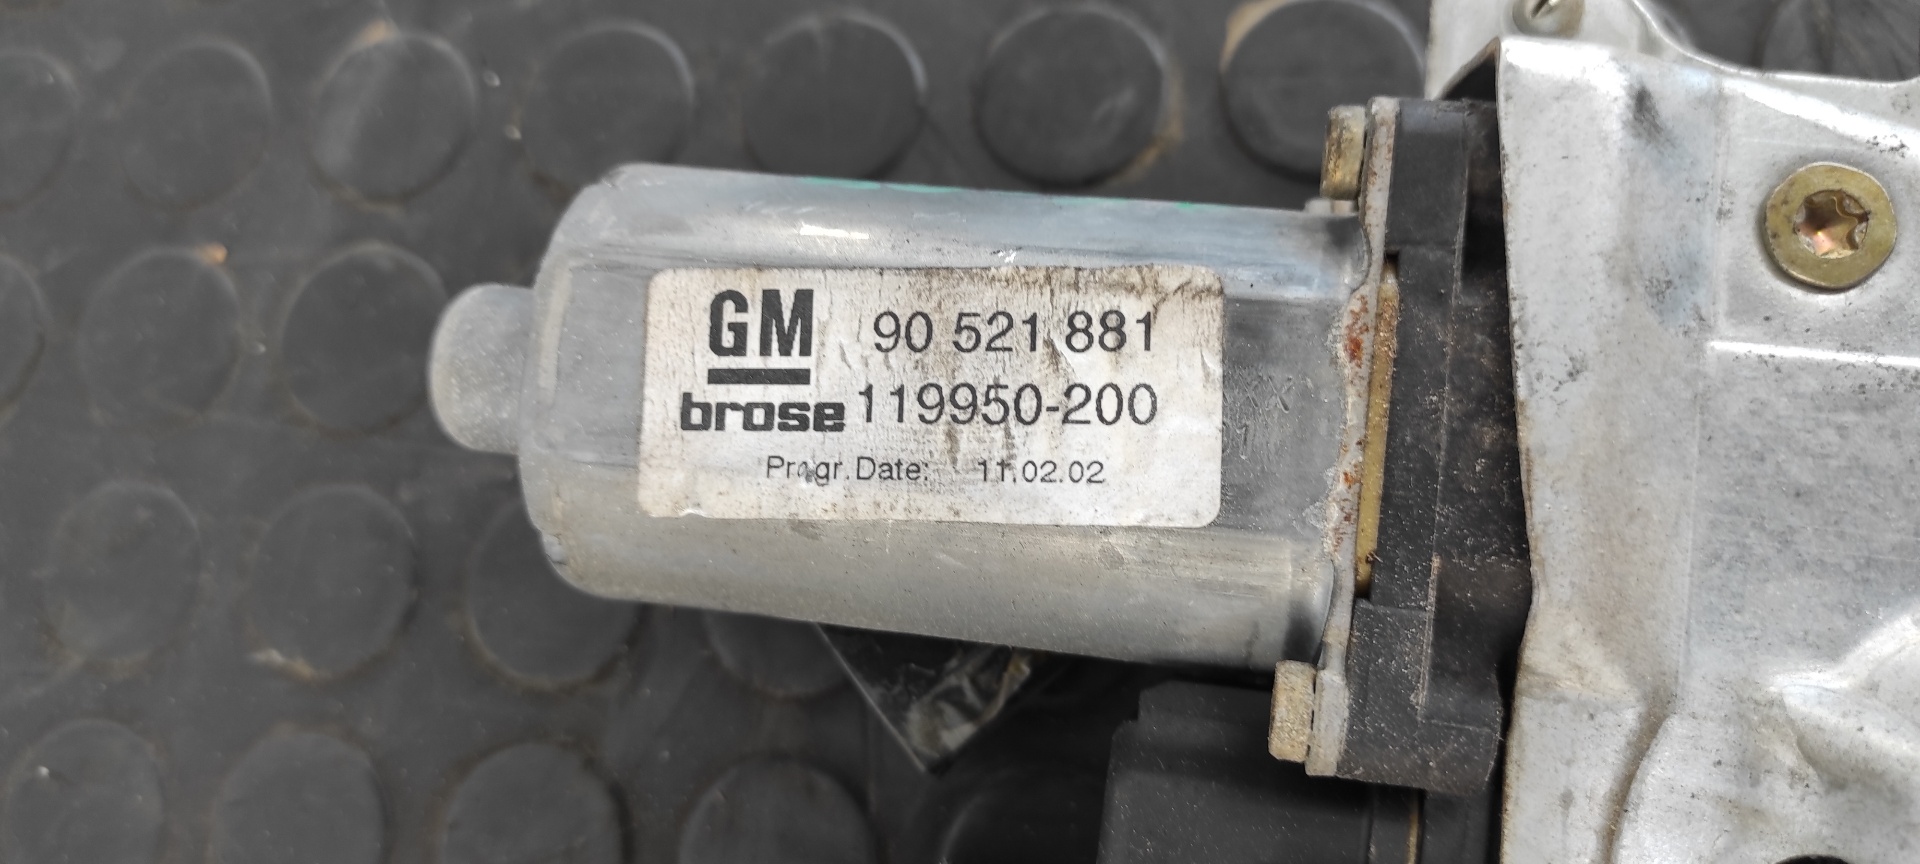 GM 90 521 881
brose 119950-200
Progr. Date: 11.02.02